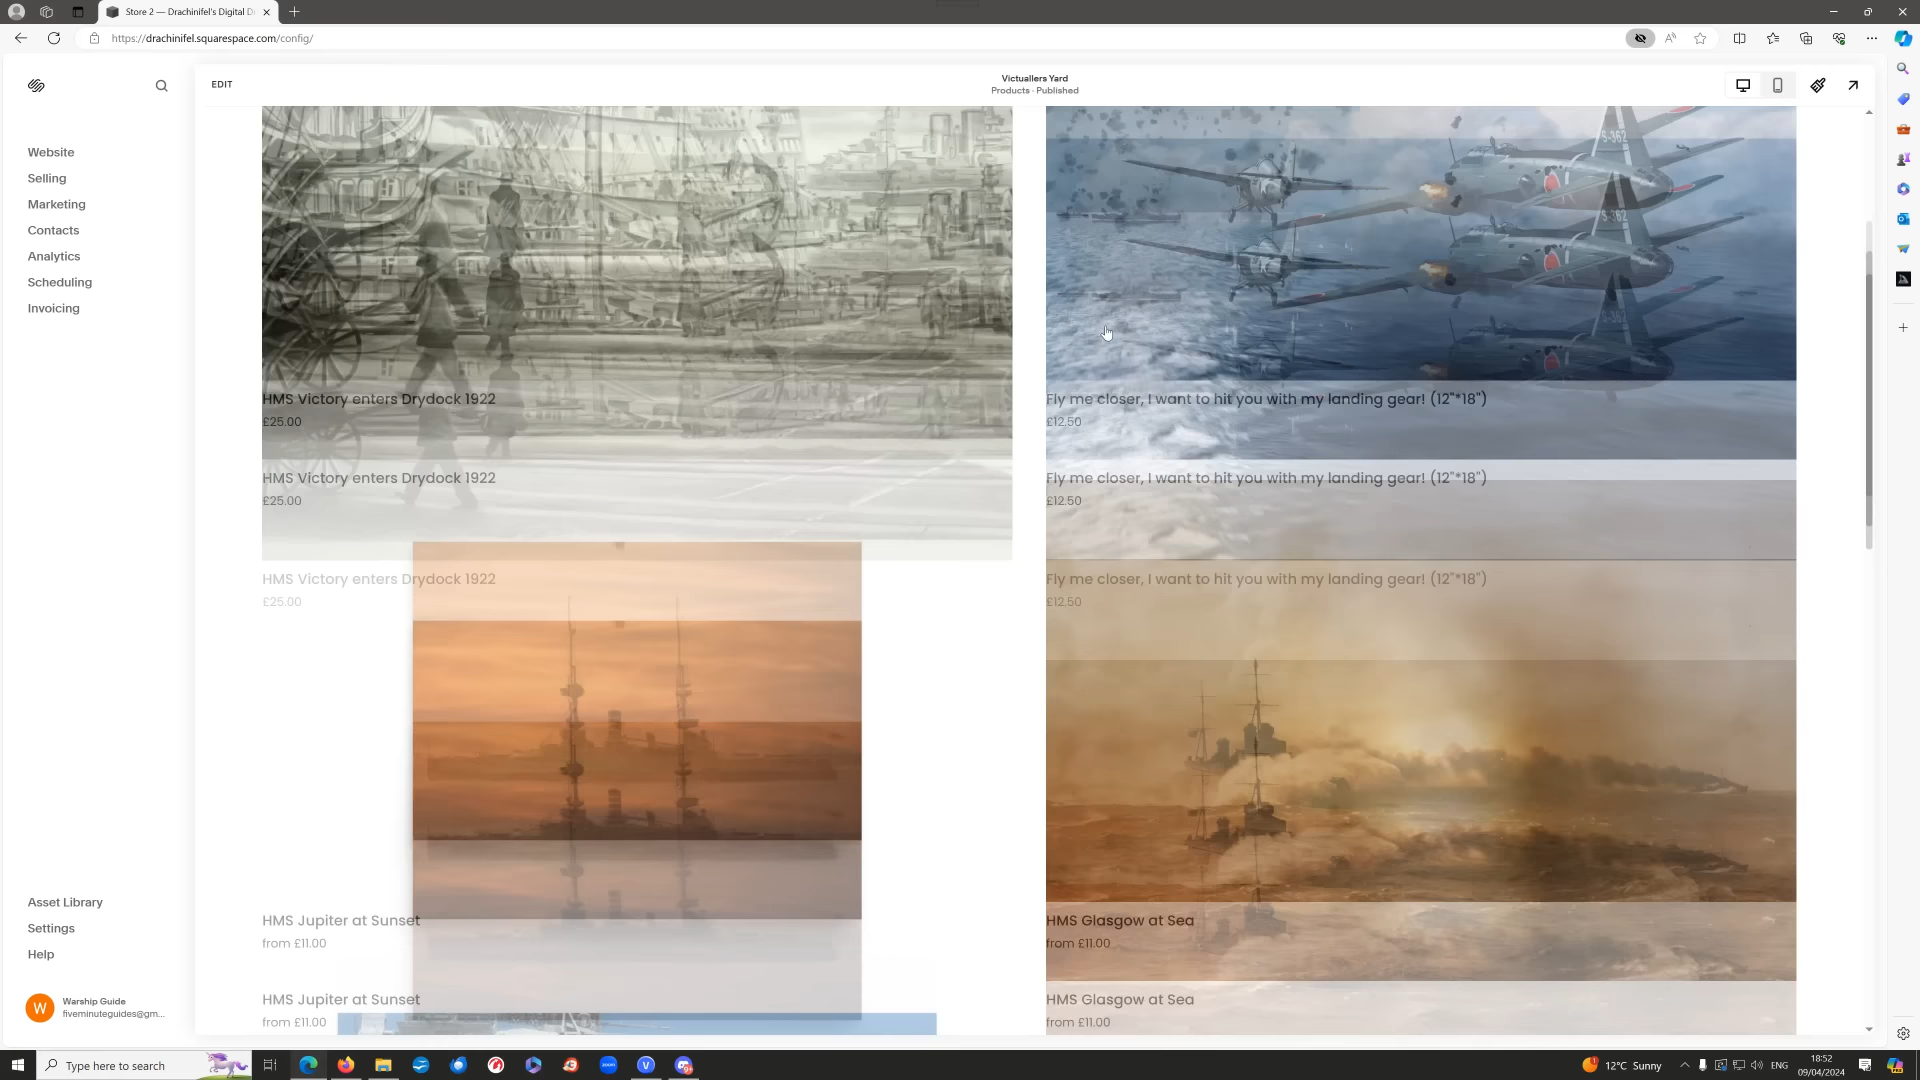 Store 2 — Drachinifel's Digital D
https://drachinifel.squarespace.com/config/
EDIT
Victuallers Yard
Products · Published
Website
Selling
Marketing
Contacts
Analytics
Scheduling
Invoicing
S-362
S-362
S-362
HMS Victory enters Drydock 1922
£25.00
Fly me closer, I want to hit you with my landing gear! (12"*18")
£12.50
HMS Victory enters Drydock 1922
£25.00
Fly me closer, I want to hit you with my landing gear! (12"*18")
£12.50
HMS Victory enters Drydock 1922
£25.00
Fly me closer, I want to hit you with my landing gear! (12"*18")
£12.50
HMS Jupiter at Sunset
from £11.00
HMS Glasgow at Sea
from £11.00
HMS Jupiter at Sunset
from £11.00
HMS Glasgow at Sea
from £11.00
Asset Library
Settings
Help
W
Warship Guide
fiveminuteguides@gm...
Type here to search
12°C Sunny
ENG
18:52
09/04/2024